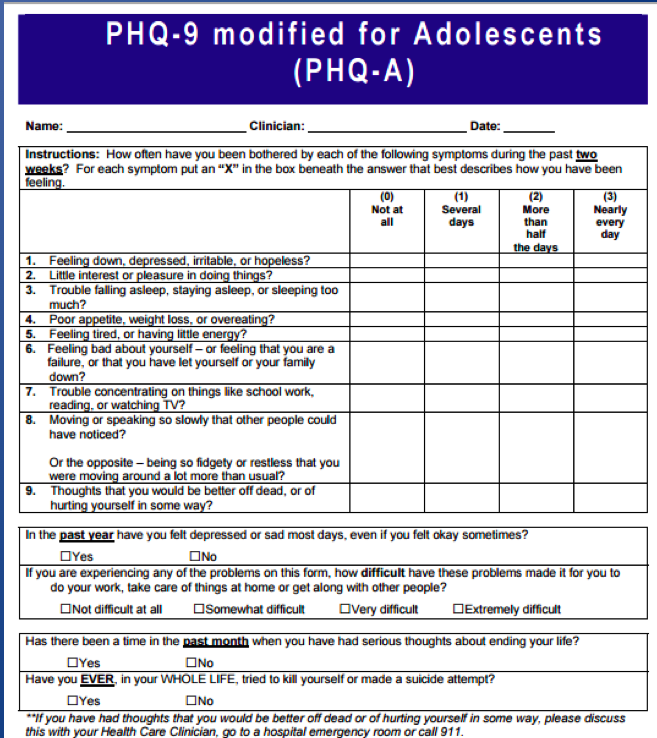 PHQ-9 modified for Adolescents
(PHQ-A)
Name: ____________________________ Clinician: _________________________ Date: ________
Instructions: How often have you been bothered by each of the following symptoms during the past two
weeks? For each symptom put an “X” in the box beneath the answer that best describes how you have been
feeling.
(0) (1) (2) (3)
Not at Several More Nearly
all days than every
half day
the days
1. Feeling down, depressed, irritable, or hopeless?
2. Little interest or pleasure in doing things?
3. Trouble falling asleep, staying asleep, or sleeping too
much?
4. Poor appetite, weight loss, or overeating?
5. Feeling tired, or having little energy?
6. Feeling bad about yourself – or feeling that you are a
failure, or that you have let yourself or your family
down?
7. Trouble concentrating on things like school work,
reading, or watching TV?
8. Moving or speaking so slowly that other people could
have noticed?
Or the opposite – being so fidgety or restless that you
were moving around a lot more than usual?
9. Thoughts that you would be better off dead, or of
hurting yourself in some way?
In the past year have you felt depressed or sad most days, even if you felt okay sometimes?
☐Yes ☐No
If you are experiencing any of the problems on this form, how difficult have these problems made it for you to
do your work, take care of things at home or get along with other people?
☐Not difficult at all ☐Somewhat difficult ☐Very difficult ☐Extremely difficult
Has there been a time in the past month when you have had serious thoughts about ending your life?
☐Yes ☐No
Have you EVER, in your WHOLE LIFE, tried to kill yourself or made a suicide attempt?
☐Yes ☐No
**If you have had thoughts that you would be better off dead or of hurting yourself in some way, please discuss
this with your Health Care Clinician, go to a hospital emergency room or call 911.